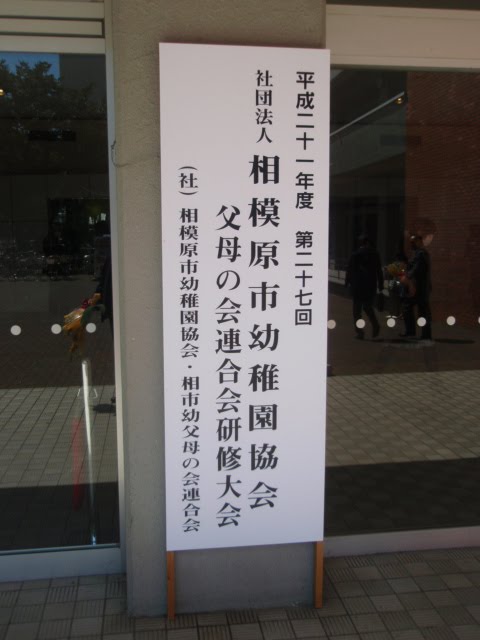 平成二十一年度 第二十七回
社団法人 相模原市幼稚園協会
父母の会連合会研修大会
(社)相模原市幼稚園協会・相市幼父母の会連合会